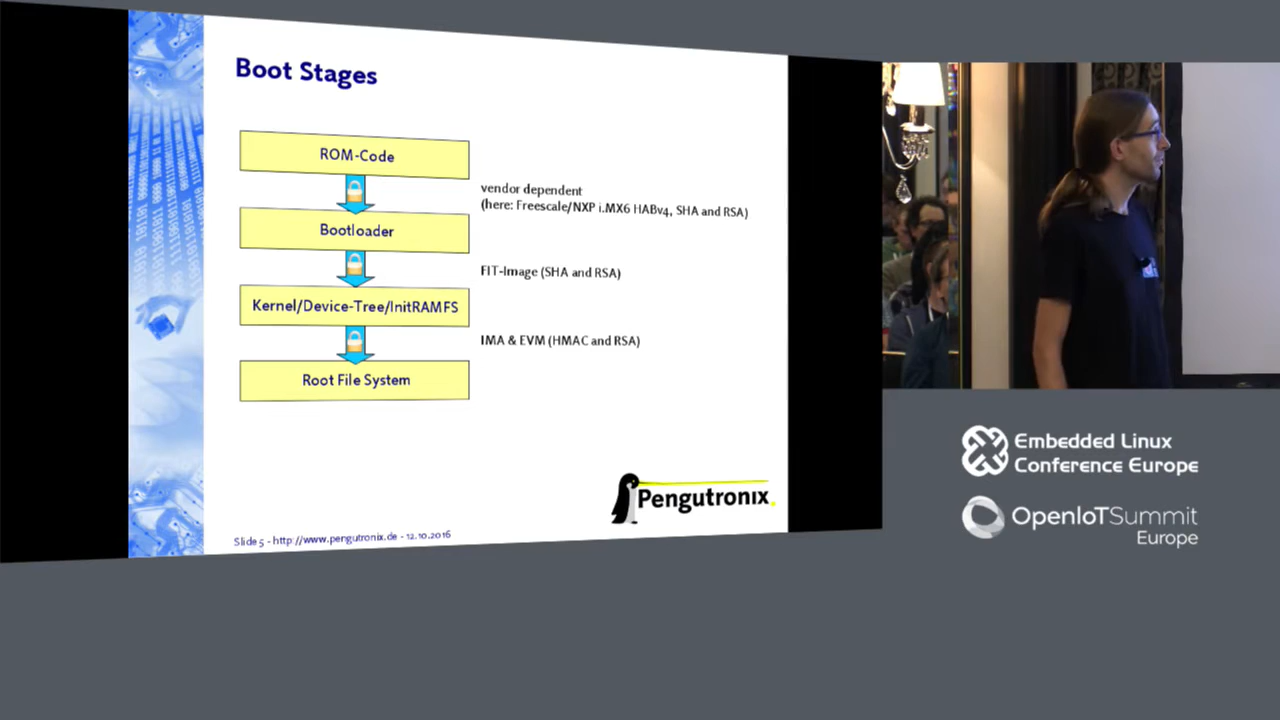 Boot Stages
ROM-Code
vendor dependent
(here: Freescale/NXP i.MX6 HABv4, SHA and RSA)
Bootloader
FIT-Image (SHA and RSA)
Kernel/Device-Tree/InitRAMFS
IMA & EVM (HMAC and RSA)
Root File System
Pengutronix
Slide 5 - http://www.pengutronix.de - 12.10.2016
Embedded Linux
Conference Europe
OpenIoTSummit
Europe